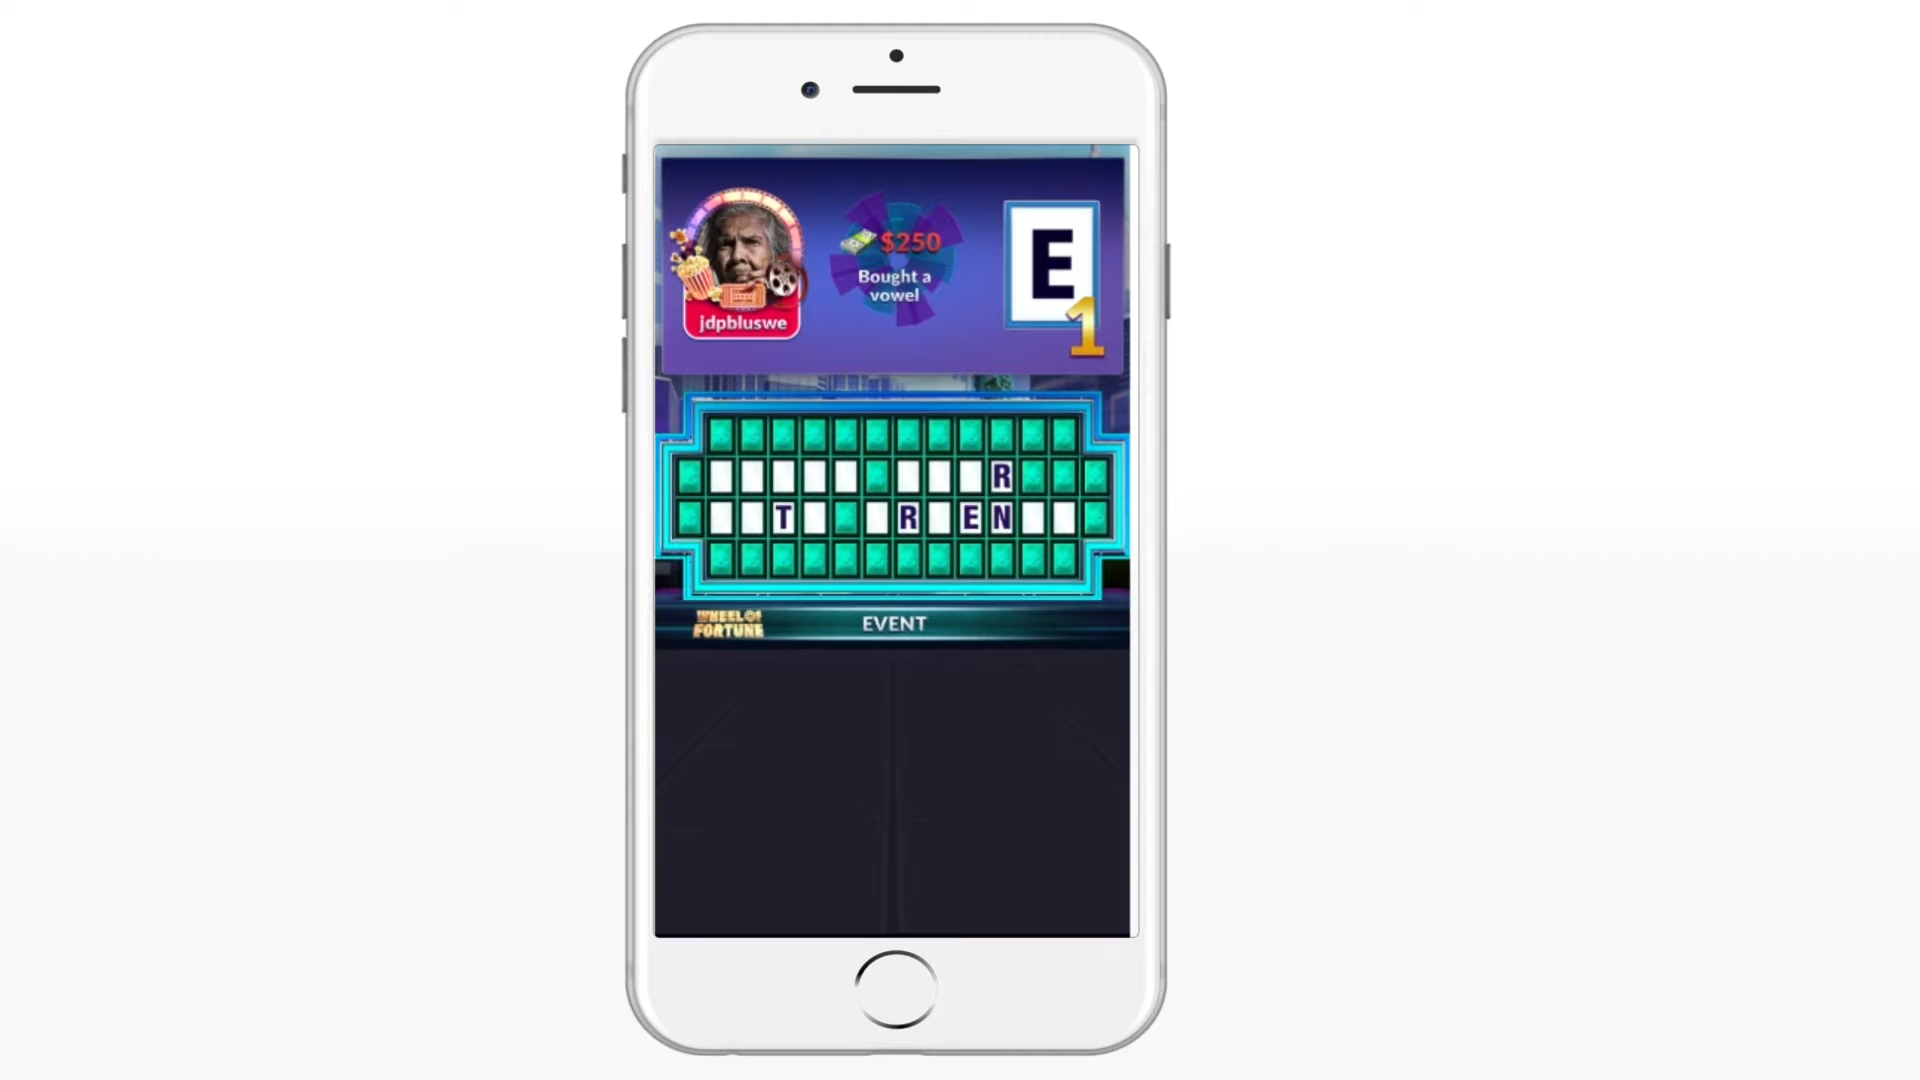 $250
Bought a
vowel
E
1
jdpbluswe
R
T R EN
WHEEL OF
FORTUNE
EVENT